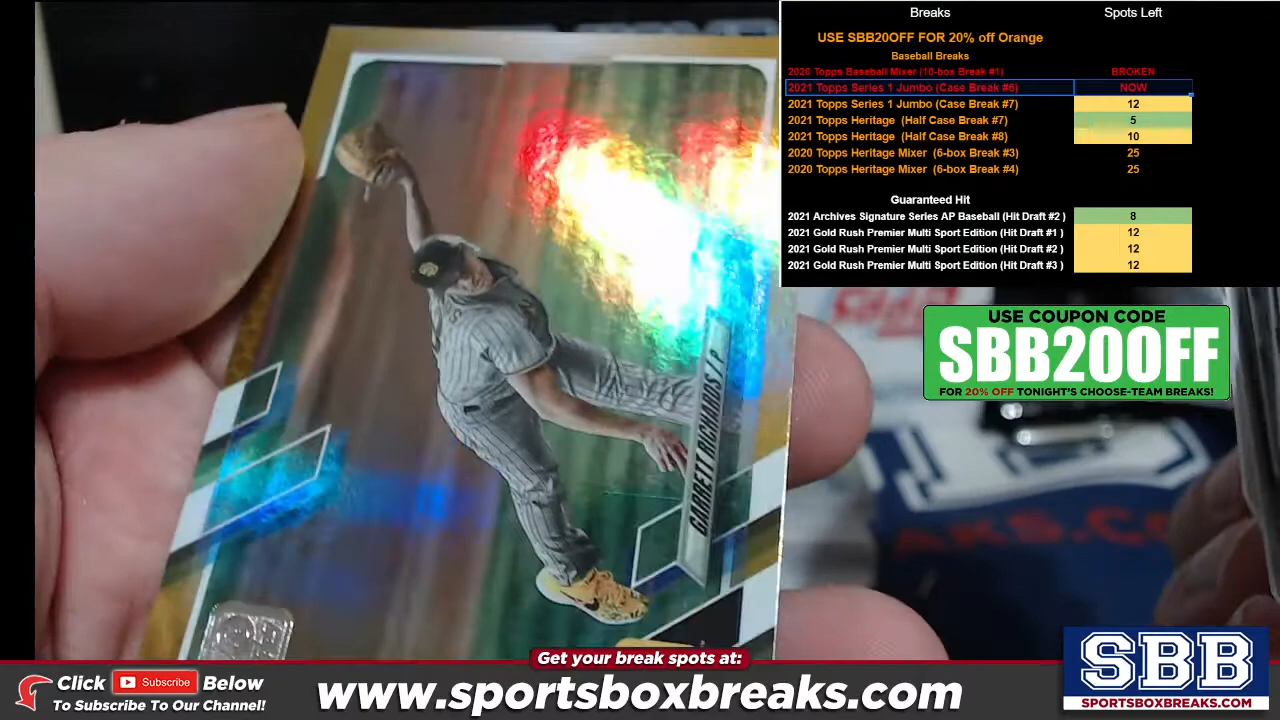 Breaks Spots Left
USE SBB20OFF FOR 20% off Orange
Baseball Breaks
2020 Topps Baseball Mixer (10-box Break #1) BROKEN
2021 Topps Series 1 Jumbo (Case Break #6) NOW
2021 Topps Series 1 Jumbo (Case Break #7) 12
2021 Topps Heritage (Half Case Break #7) 5
2021 Topps Heritage (Half Case Break #8) 10
2020 Topps Heritage Mixer (6-box Break #3) 25
2020 Topps Heritage Mixer (6-box Break #4) 25
Guaranteed Hit
2021 Archives Signature Series AP Baseball (Hit Draft #2 ) 8
2021 Gold Rush Premier Multi Sport Edition (Hit Draft #1 ) 12
2021 Gold Rush Premier Multi Sport Edition (Hit Draft #2 ) 12
2021 Gold Rush Premier Multi Sport Edition (Hit Draft #3 ) 12
USE COUPON CODE
SBB20OFF
FOR 20% OFF TONIGHT'S CHOOSE-TEAM BREAKS!
GARRETT RICHARDS / P
AKS.C
Get your break spots at:
Click Subscribe Below
To Subscribe To Our Channel!
www.sportsboxbreaks.com
SBB
SPORTSBOXBREAKS.COM